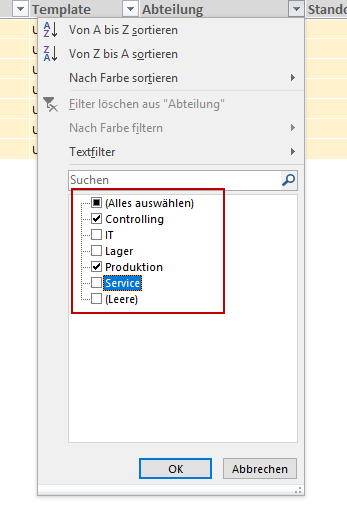 Template Abteilung Stando
Von A bis Z sortieren
Von Z bis A sortieren
Nach Farbe sortieren
Filter löschen aus "Abteilung"
Nach Farbe filtern
Textfilter
Suchen
(Alles auswählen)
Controlling
IT
Lager
Produktion
Service
(Leere)
OK Abbrechen